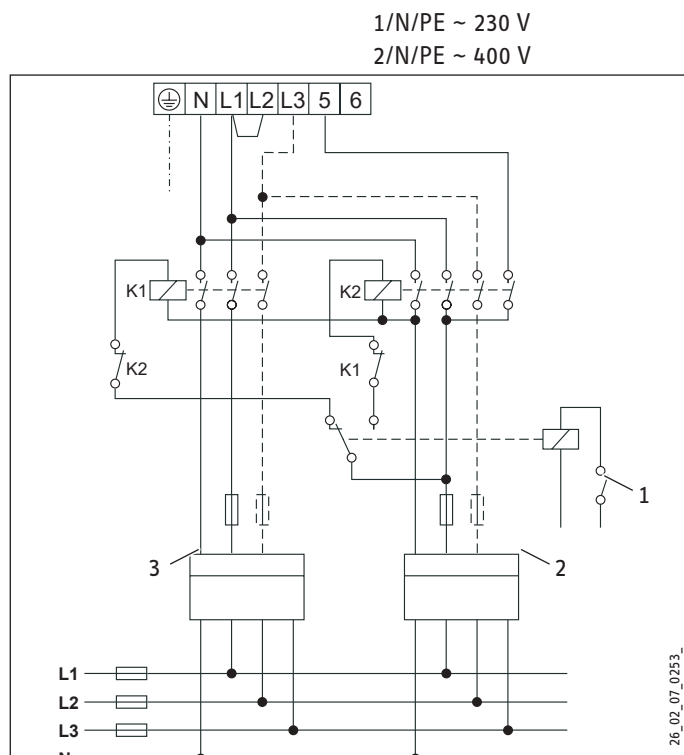 1/N/PE ~ 230 V
2/N/PE ~ 400 V
N L1 L2 L3 5 6
K1
K2
K2
K1
1
3
2
L1
L2
L3
N
26_02_07_0253_